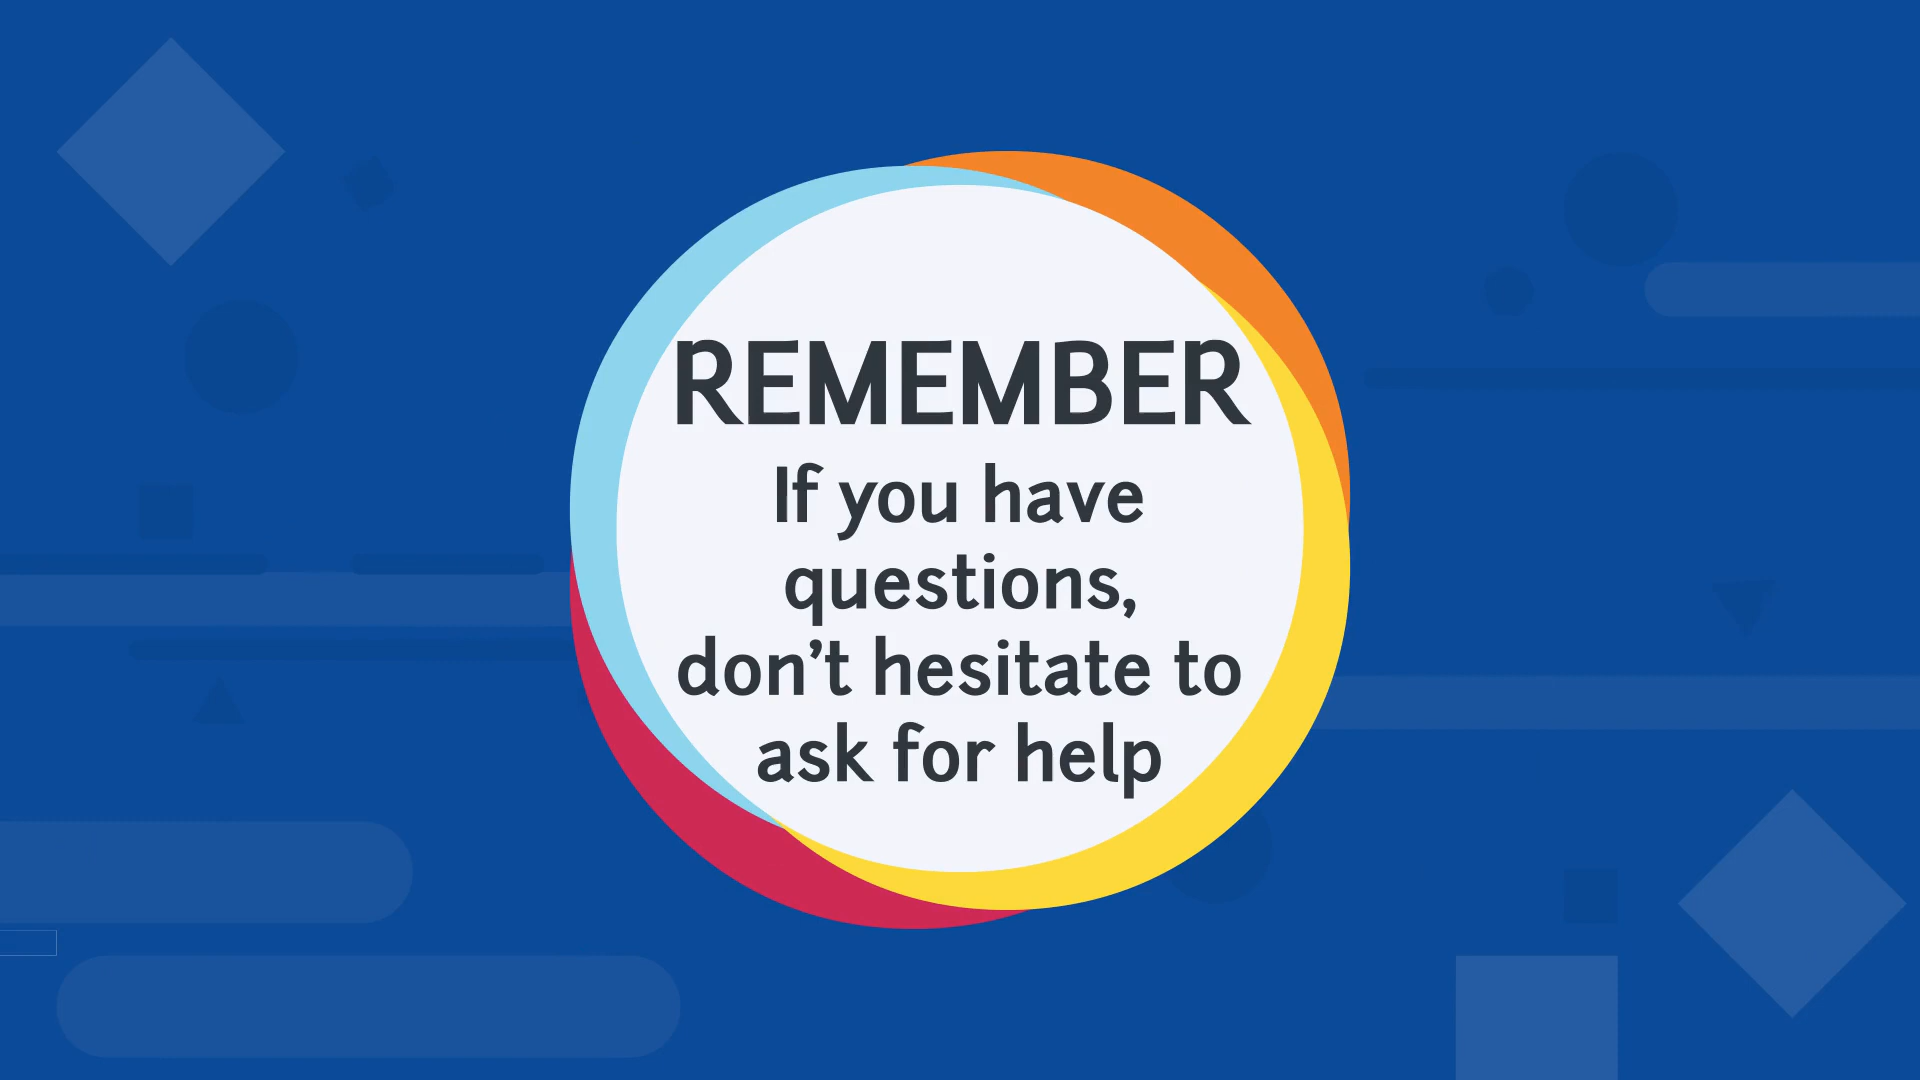 REMEMBER
If you have
questions,
don’t hesitate to
ask for help